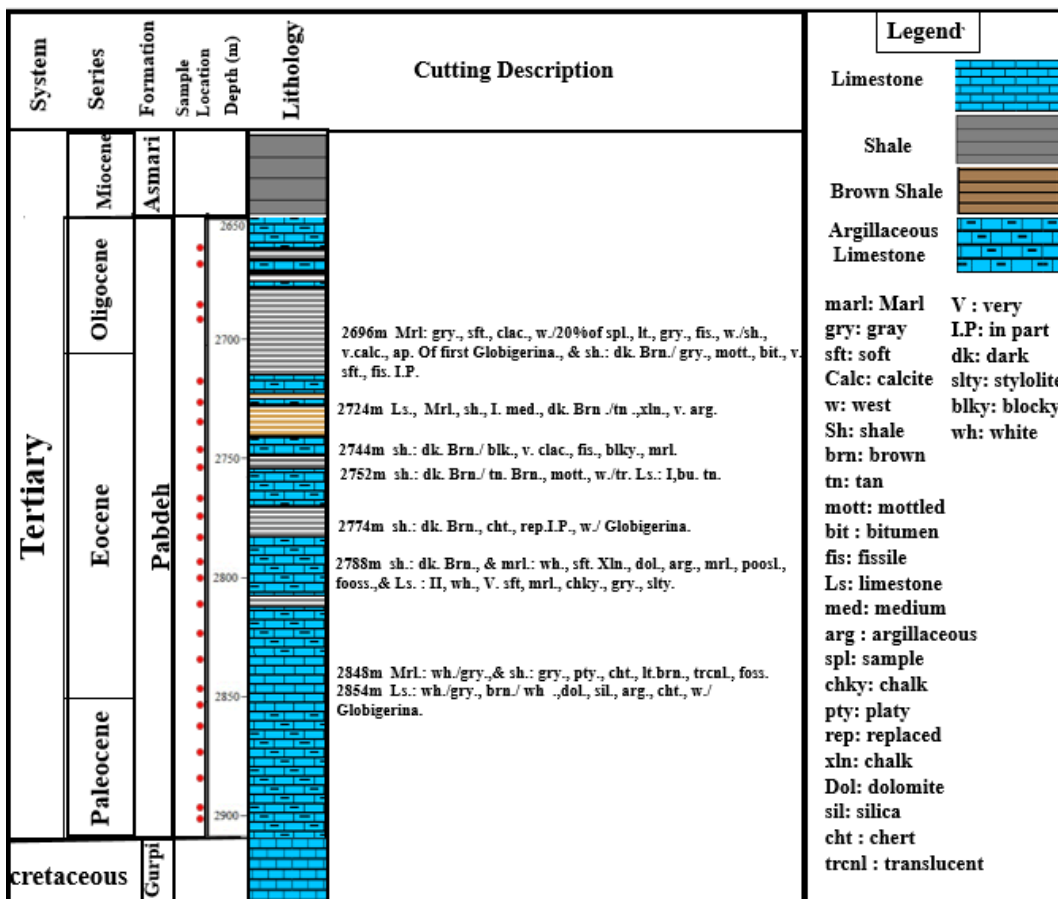 System
Series
Formation
Sample
Location
Depth (m)
Lithology
Cutting Description
Miocene
Asmari
Tertiary
Oligocene
Eocene
Paleocene
Pabdeh
cretaceous
Gurpi
2650
2700
2750
2800
2850
2900
2696m Mrl: gry., sft., clac., w./20%of spl., lt., gry., fis., w./sh.,
v.calc., ap. Of first Globigerina., & sh.: dk. Brn./ gry., mott., bit., v.
sft., fis. I.P.
2724m Ls., Mrl., sh., I. med., dk. Brn ./tn .,xln., v. arg.
2744m sh.: dk. Brn./ blk., v. clac., fis., blky., mrl.
2752m sh.: dk. Brn./ tn. Brn., mott., w./tr. Ls.: I,bu. tn.
2774m sh.: dk. Brn., cht., rep.I.P., w./ Globigerina.
2788m sh.: dk. Brn., & mrl.: wh., sft. Xln., dol., arg., mrl., poosl.,
fooss.,& Ls. : II, wh., V. sft, mrl., chky., gry., slty.
2848m Mrl.: wh./gry.,& sh.: gry., pty., cht., lt.brn., trcnl., foss.
2854m Ls.: wh./gry., brn./ wh .,dol., sil., arg., cht., w./
Globigerina.
Legend
Limestone
Shale
Brown Shale
Argillaceous
Limestone
marl: Marl
gry: gray
sft: soft
Calc: calcite
w: west
Sh: shale
brn: brown
tn: tan
mott: mottled
bit : bitumen
fis: fissile
Ls: limestone
med: medium
arg : argillaceous
spl: sample
chky: chalk
pty: platy
rep: replaced
xln: chalk
Dol: dolomite
sil: silica
cht : chert
trcnl : translucent
V : very
I.P: in part
dk: dark
slty: stylolite
blky: blocky
wh: white